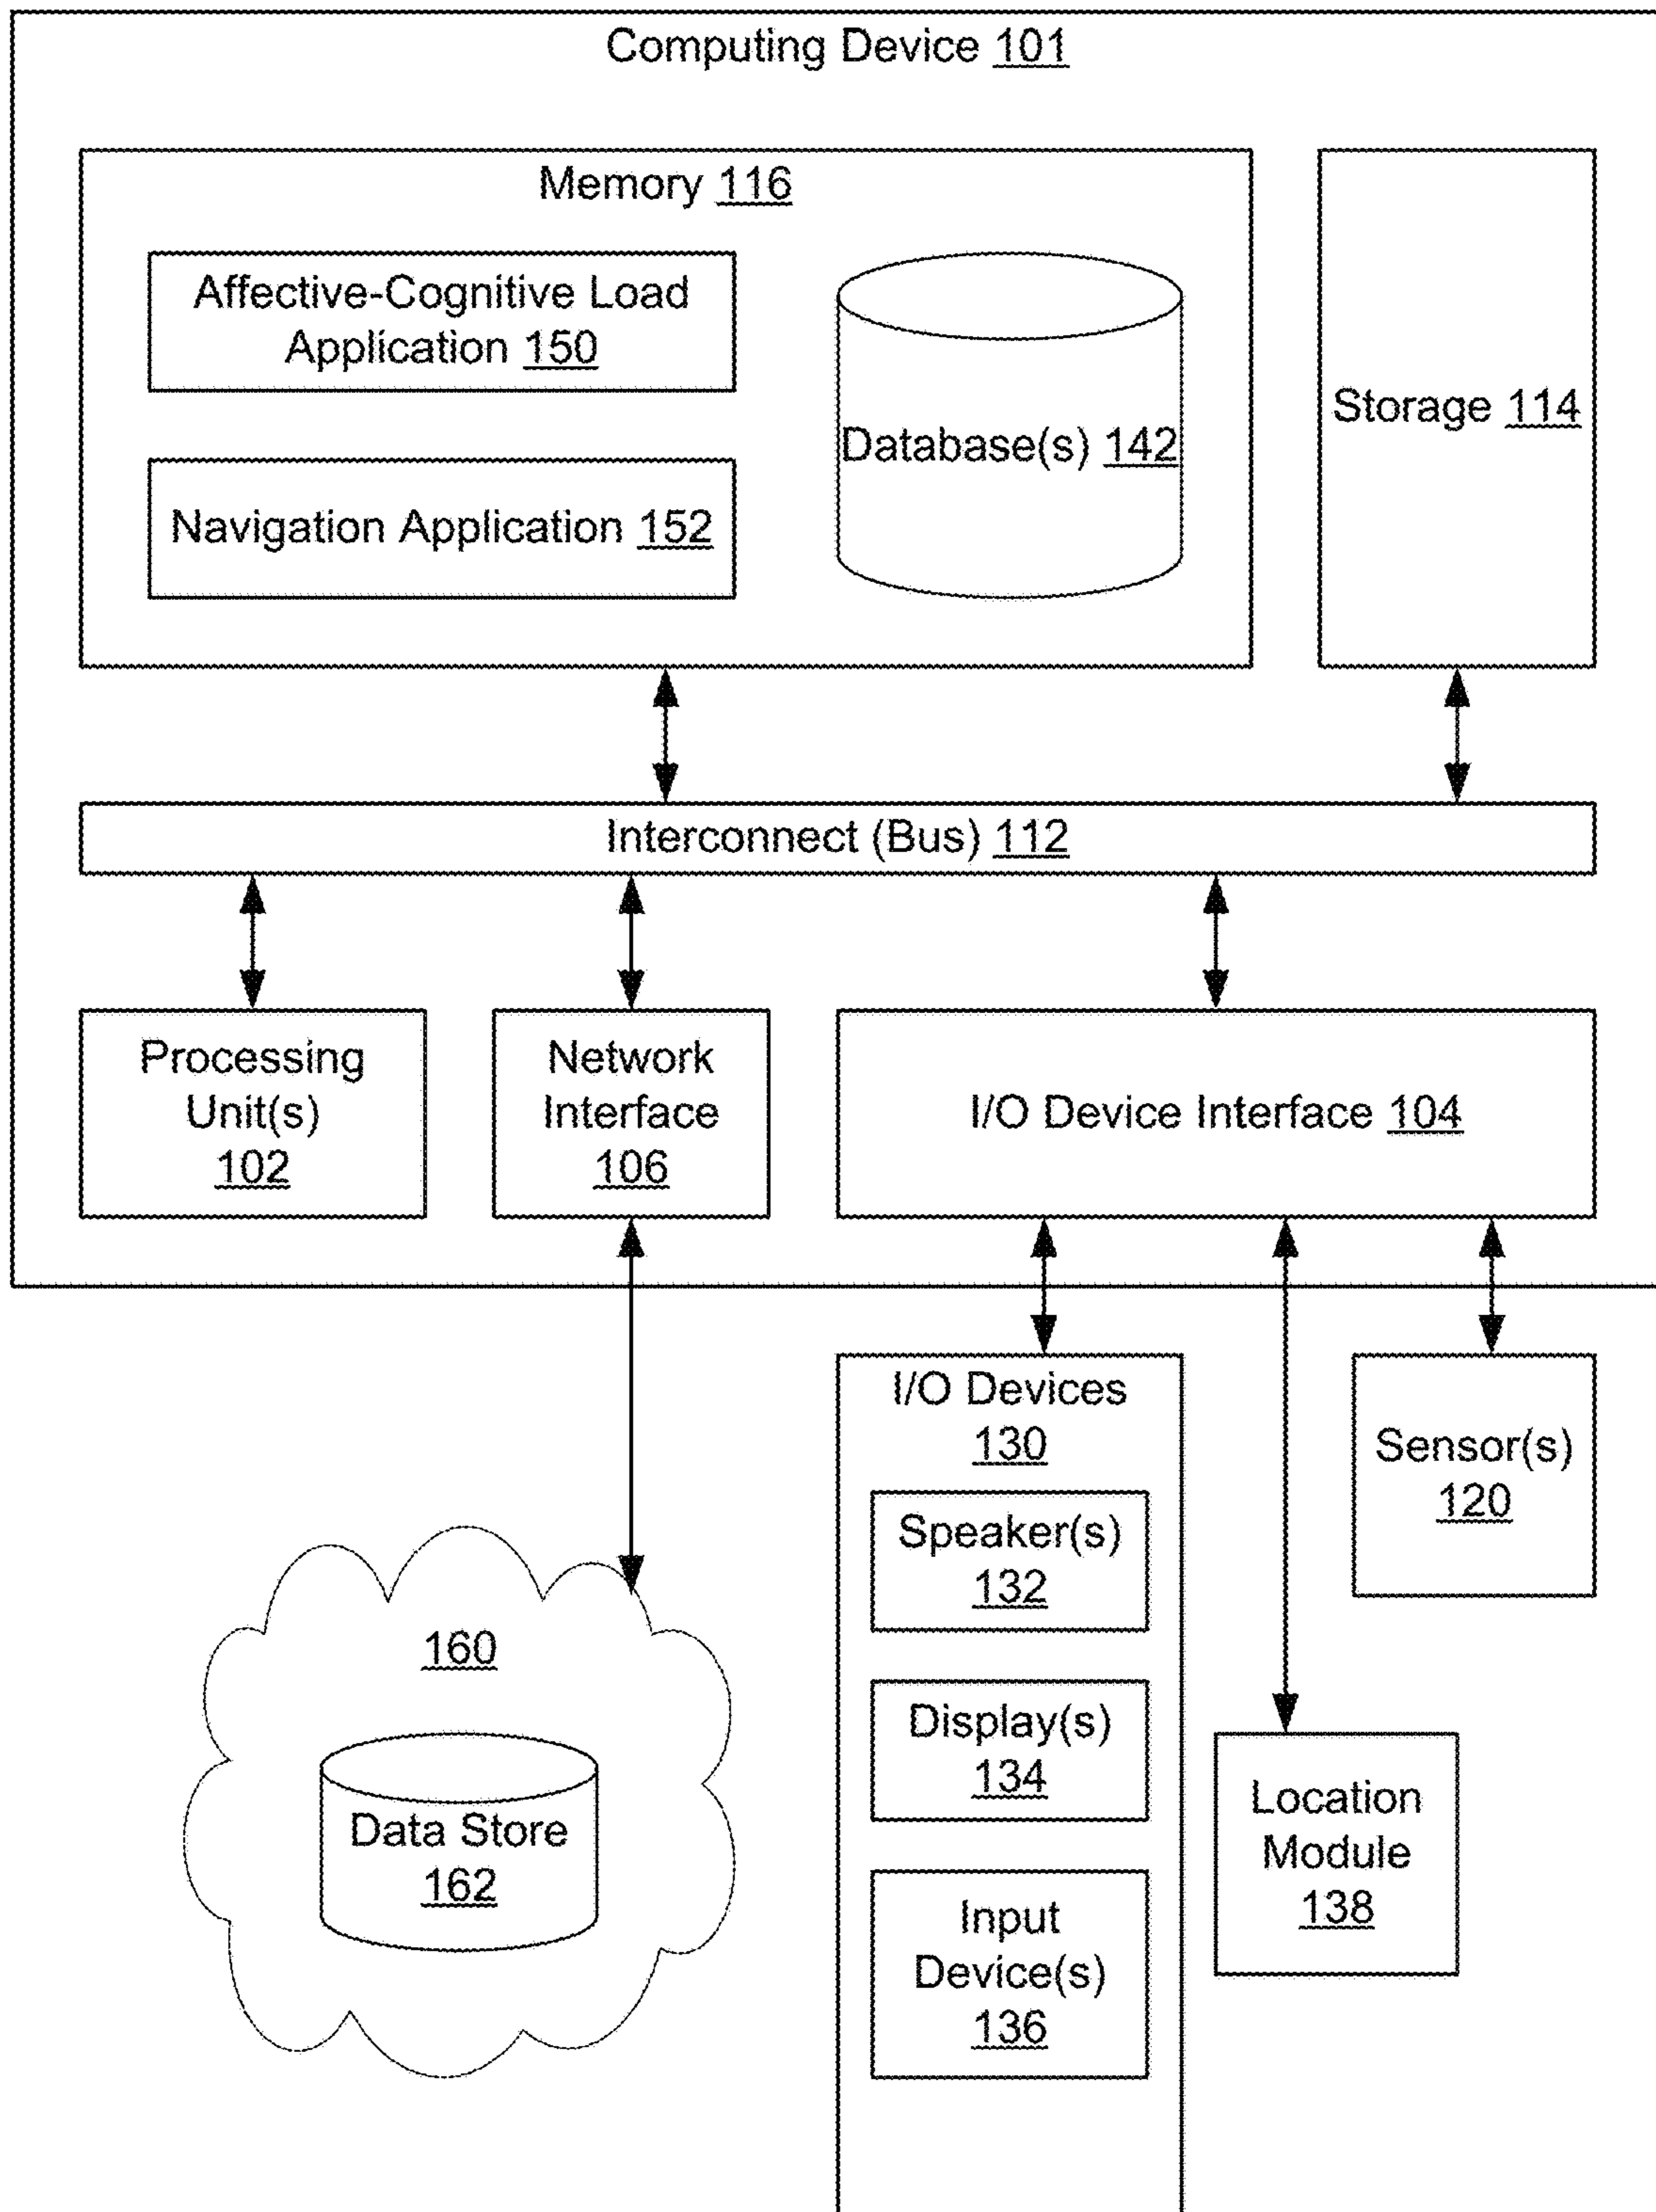 Computing Device 101
Memory 116
Affective-Cognitive Load
Application 150
Navigation Application 152
Database(s) 142
Storage 114
Interconnect (Bus) 112
Processing
Unit(s)
102
Network
Interface
106
I/O Device Interface 104
I/O Devices
130
Speaker(s)
132
Display(s)
134
Input
Device(s)
136
Sensor(s)
120
Location
Module
138
160
Data Store
162